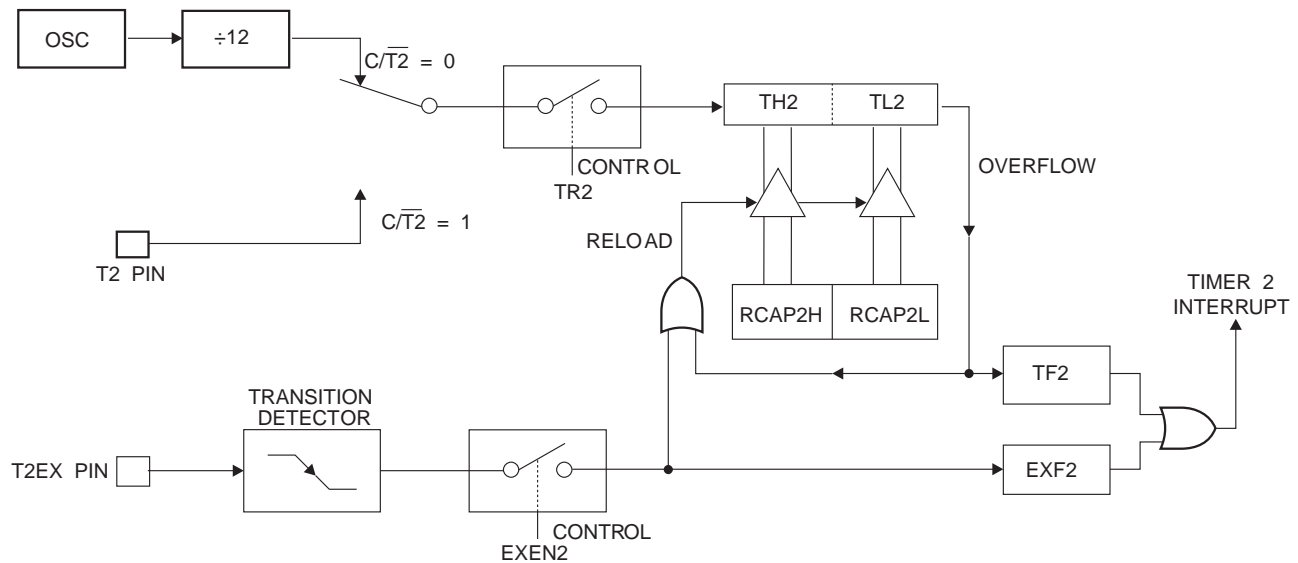 OSC
÷12
C/T2̅ = 0
TH2
TL2
CONTROL
TR2
OVERFLOW
C/T2̅ = 1
T2 PIN
RELOAD
RCAP2H
RCAP2L
TIMER 2
INTERRUPT
TF2
TRANSITION
DETECTOR
T2EX PIN
EXF2
CONTROL
EXEN2